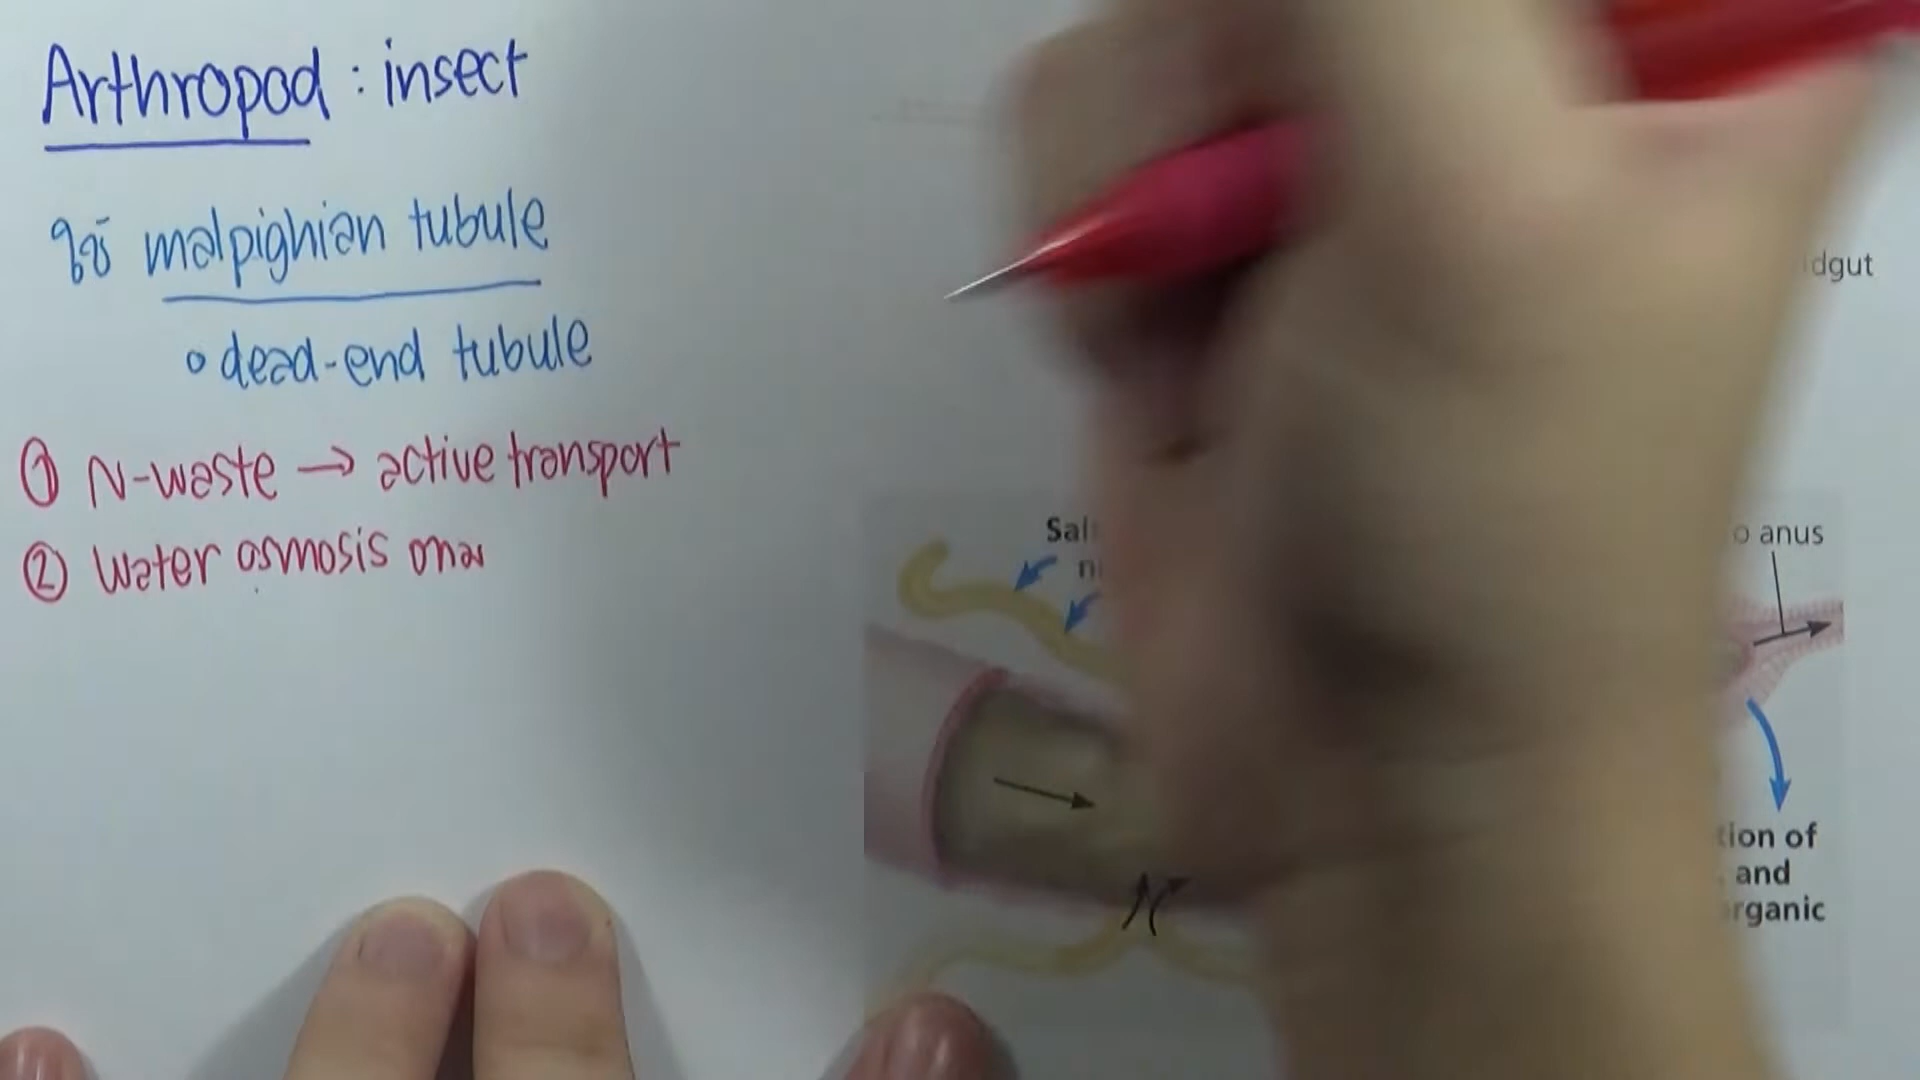 Arthropod : insect
ใช้ malpighian tubule
dead-end tubule
① N-waste → active transport
② Water osmosis ตาม
dgut
Sal
o anus
tion of
and
rganic